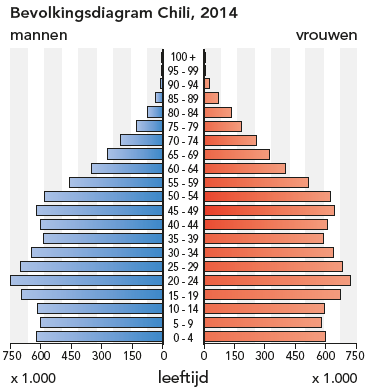 Bevolkingsdiagram Chili, 2014
mannen vrouwen
100 +
95 - 99
90 - 94
85 - 89
80 - 84
75 - 79
70 - 74
65 - 69
60 - 64
55 - 59
50 - 54
45 - 49
40 - 44
35 - 39
30 - 34
25 - 29
20 - 24
15 - 19
10 - 14
5 - 9
0 - 4
750 600 450 300 150 0 0 150 300 450 600 750
x 1.000 leeftijd x 1.000